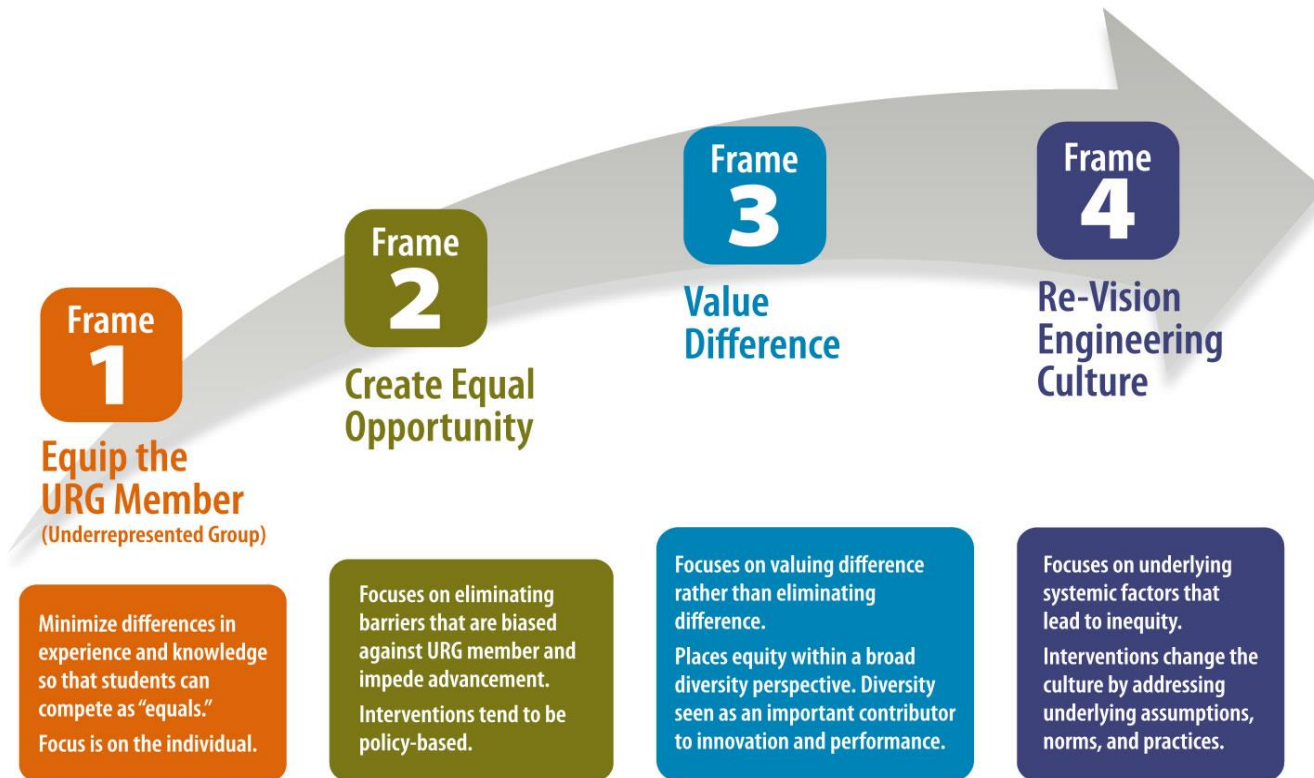 Frame
1
Equip the
URG Member
(Underrepresented Group)
Minimize differences in
experience and knowledge
so that students can
compete as “equals.”
Focus is on the individual.
Frame
2
Create Equal
Opportunity
Focuses on eliminating
barriers that are biased
against URG member and
impede advancement.
Interventions tend to be
policy-based.
Frame
3
Value
Difference
Focuses on valuing difference
rather than eliminating
difference.
Places equity within a broad
diversity perspective. Diversity
seen as an important contributor
to innovation and performance.
Frame
4
Re-Vision
Engineering
Culture
Focuses on underlying
systemic factors that
lead to inequity.
Interventions change the
culture by addressing
underlying assumptions,
norms, and practices.